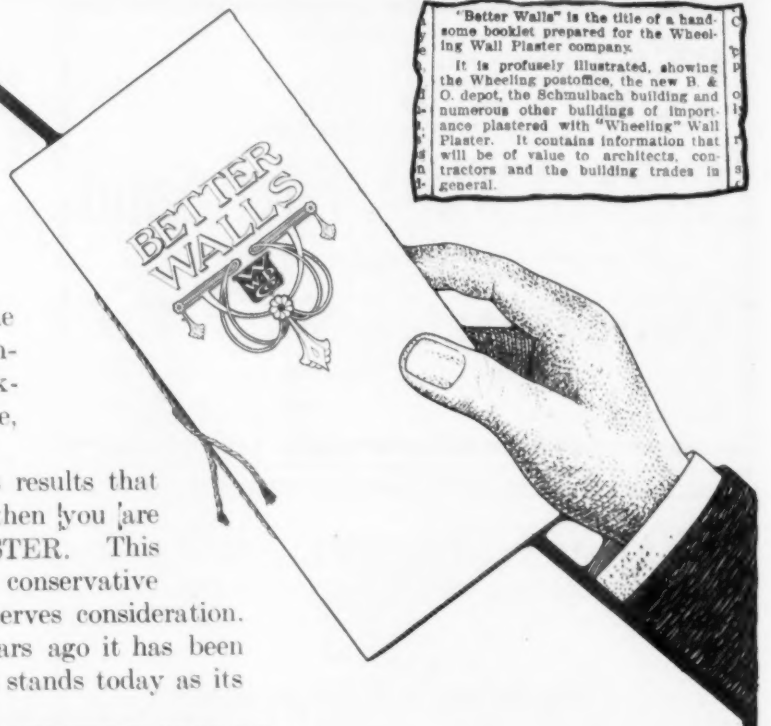 "Better Walls" is the title of a hand-
some booklet prepared for the Wheel-
ing Wall Plaster company.
It is profusely illustrated, showing
the Wheeling postoffice, the new B. &
O. depot, the Schmulbach building and
numerous other buildings of import-
ance plastered with "Wheeling" Wall
Plaster. It contains information that
will be of value to architects, con-
tractors and the building trades in
general.
BETTER
WALLS
e
n-
k-
e,
s results that
then you are
STER. This
conservative
erves consideration.
ars ago it has been
stands today as its